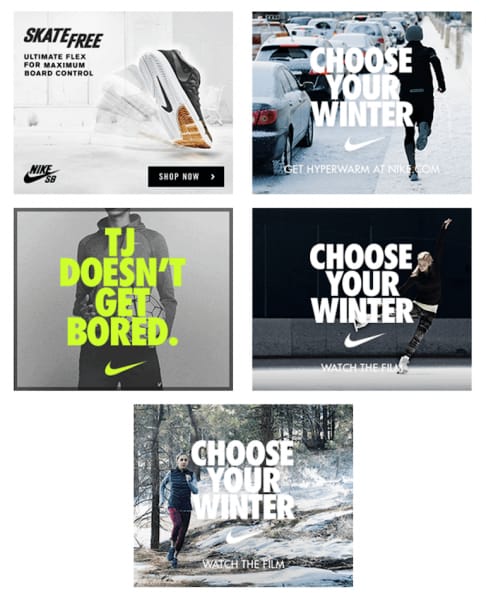 SKATE FREE
ULTIMATE FLEX
FOR MAXIMUM
BOARD CONTROL
NIKE
SB
SHOP NOW
CHOOSE
YOUR
WINTER
GET HYPERWARM AT NIKE.COM
TJ
DOESN'T
GET
BORED.
CHOOSE
YOUR
WINTER
WATCH THE FILM
CHOOSE
YOUR
WINTER
WATCH THE FILM